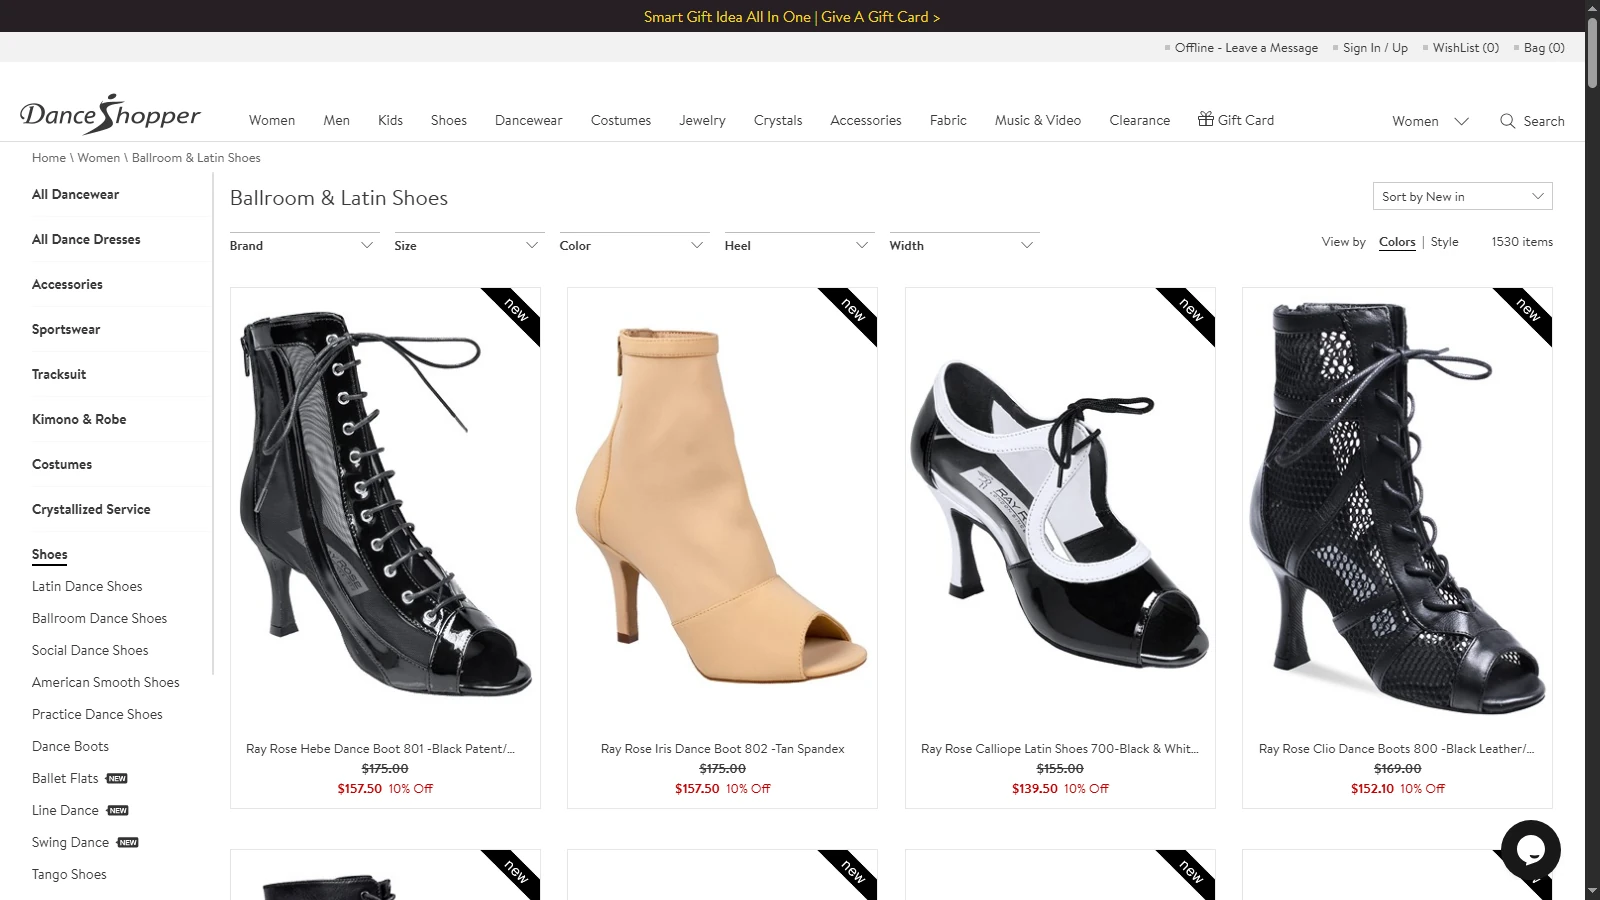 Smart Gift Idea All In One | Give A Gift Card >
Offline - Leave a Message
Sign In / Up
WishList (0)
Bag (0)
DanceShopper
Women
Men
Kids
Shoes
Dancewear
Costumes
Jewelry
Crystals
Accessories
Fabric
Music & Video
Clearance
Gift Card
Women
Search
Home \ Women \ Ballroom & Latin Shoes
All Dancewear
All Dance Dresses
Accessories
Sportswear
Tracksuit
Kimono & Robe
Costumes
Crystallized Service
Shoes
Latin Dance Shoes
Ballroom Dance Shoes
Social Dance Shoes
American Smooth Shoes
Practice Dance Shoes
Dance Boots
Ballet Flats NEW
Line Dance NEW
Swing Dance NEW
Tango Shoes
Ballroom & Latin Shoes
Sort by New in
Brand
Size
Color
Heel
Width
View by Colors | Style
1530 items
new
new
new
new
Ray Rose Hebe Dance Boot 801 -Black Patent/...
$175.00
$157.50 10% Off
Ray Rose Iris Dance Boot 802 -Tan Spandex
$175.00
$157.50 10% Off
Ray Rose Calliope Latin Shoes 700-Black & Whit...
$155.00
$139.50 10% Off
Ray Rose Clio Dance Boots 800 -Black Leather/...
$169.00
$152.10 10% Off
new
new
new